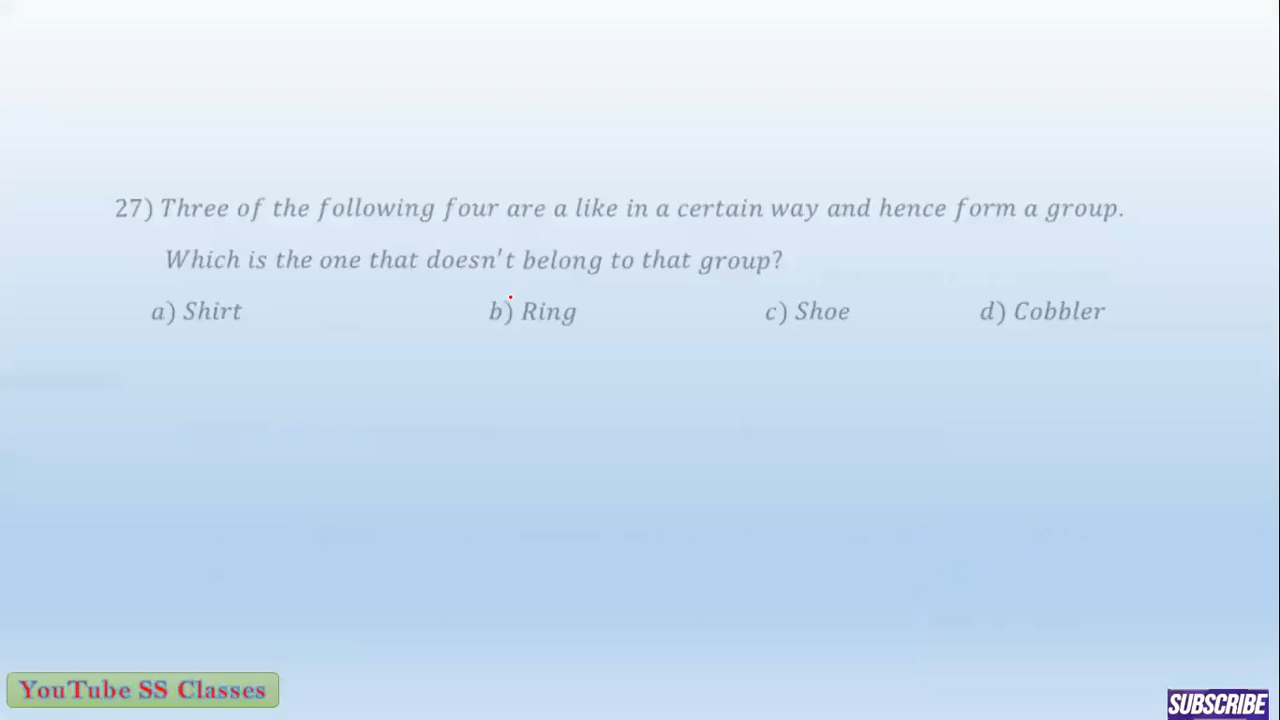 27) Three of the following four are a like in a certain way and hence form a group.
Which is the one that doesn't belong to that group?
a) Shirt b) Ring c) Shoe d) Cobbler
YouTube SS Classes
SUBSCRIBE